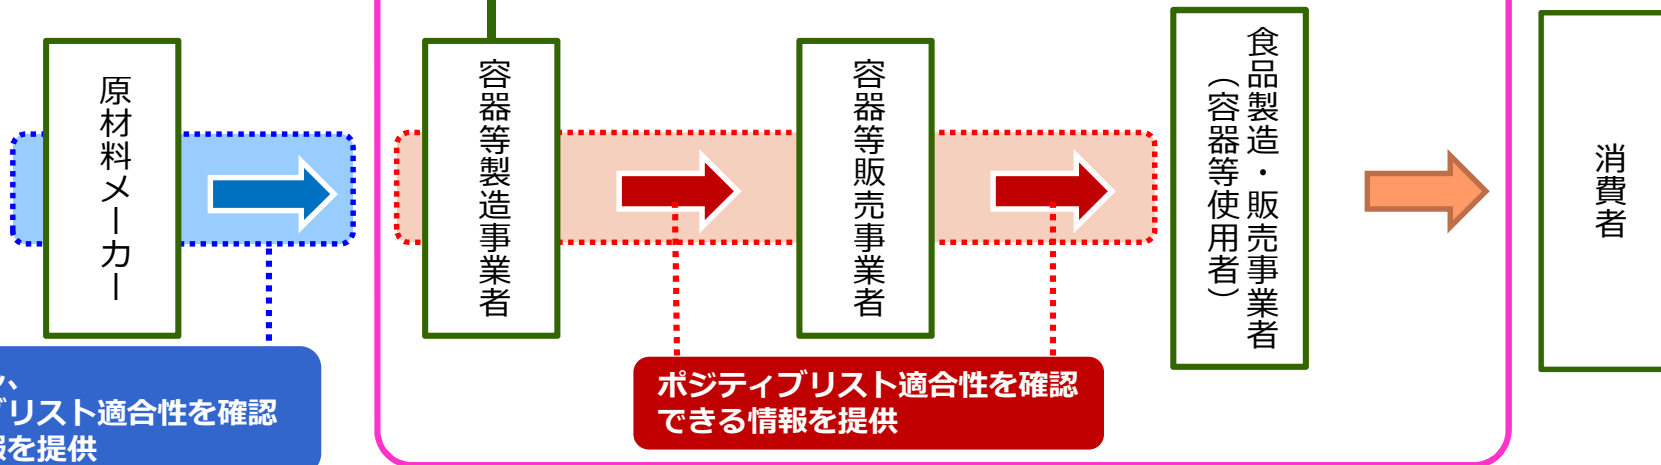 原材料メーカー
容器等製造事業者
容器等販売事業者
食品製造・販売事業者
（容器等使用者）
消費者
リスト適合性を確認
を提供
ポジティブリスト適合性を確認
できる情報を提供